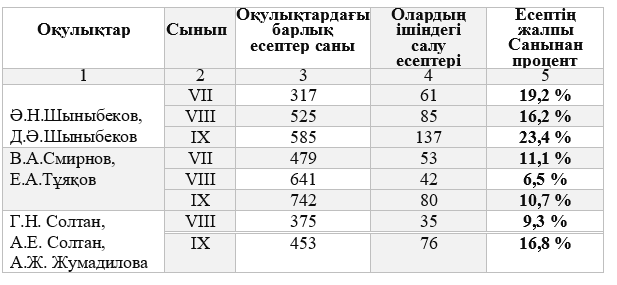 Оқулықтар Сынып Оқулықтардағы барлық есептер саны Олардың ішіндегі салу есептері Есептің жалпы Санынан процент
1 2 3 4 5
Ә.Н.Шыныбеков, Д.Ә.Шыныбеков VII 317 61 19,2 %
VIII 525 85 16,2 %
IX 585 137 23,4 %
В.А.Смирнов, Е.А.Тұяқов VII 479 53 11,1 %
VIII 641 42 6,5 %
IX 742 80 10,7 %
Г.Н. Солтан, А.Е. Солтан, А.Ж. Жумадилова VIII 375 35 9,3 %
IX 453 76 16,8 %